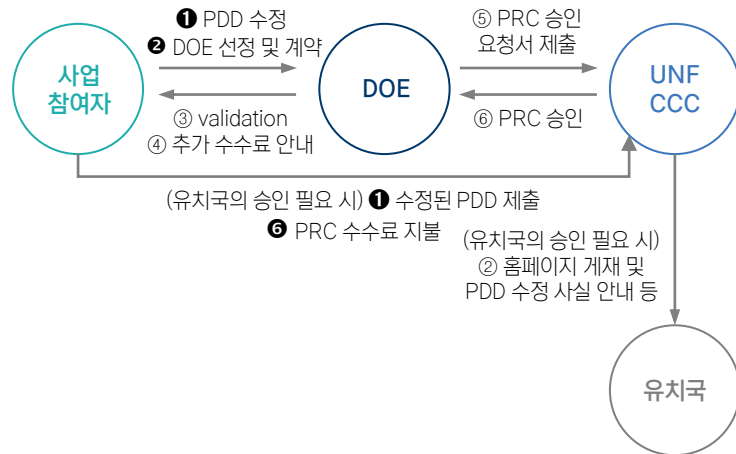 ❶ PDD 수정
❷ DOE 선정 및 계약
⑤ PRC 승인
요청서 제출
사업
참여자
DOE
UNF
CCC
③ validation
④ 추가 수수료 안내
⑥ PRC 승인
(유치국의 승인 필요 시) ❶ 수정된 PDD 제출
❻ PRC 수수료 지불
(유치국의 승인 필요 시)
② 홈페이지 게재 및
PDD 수정 사실 안내 등
유치국